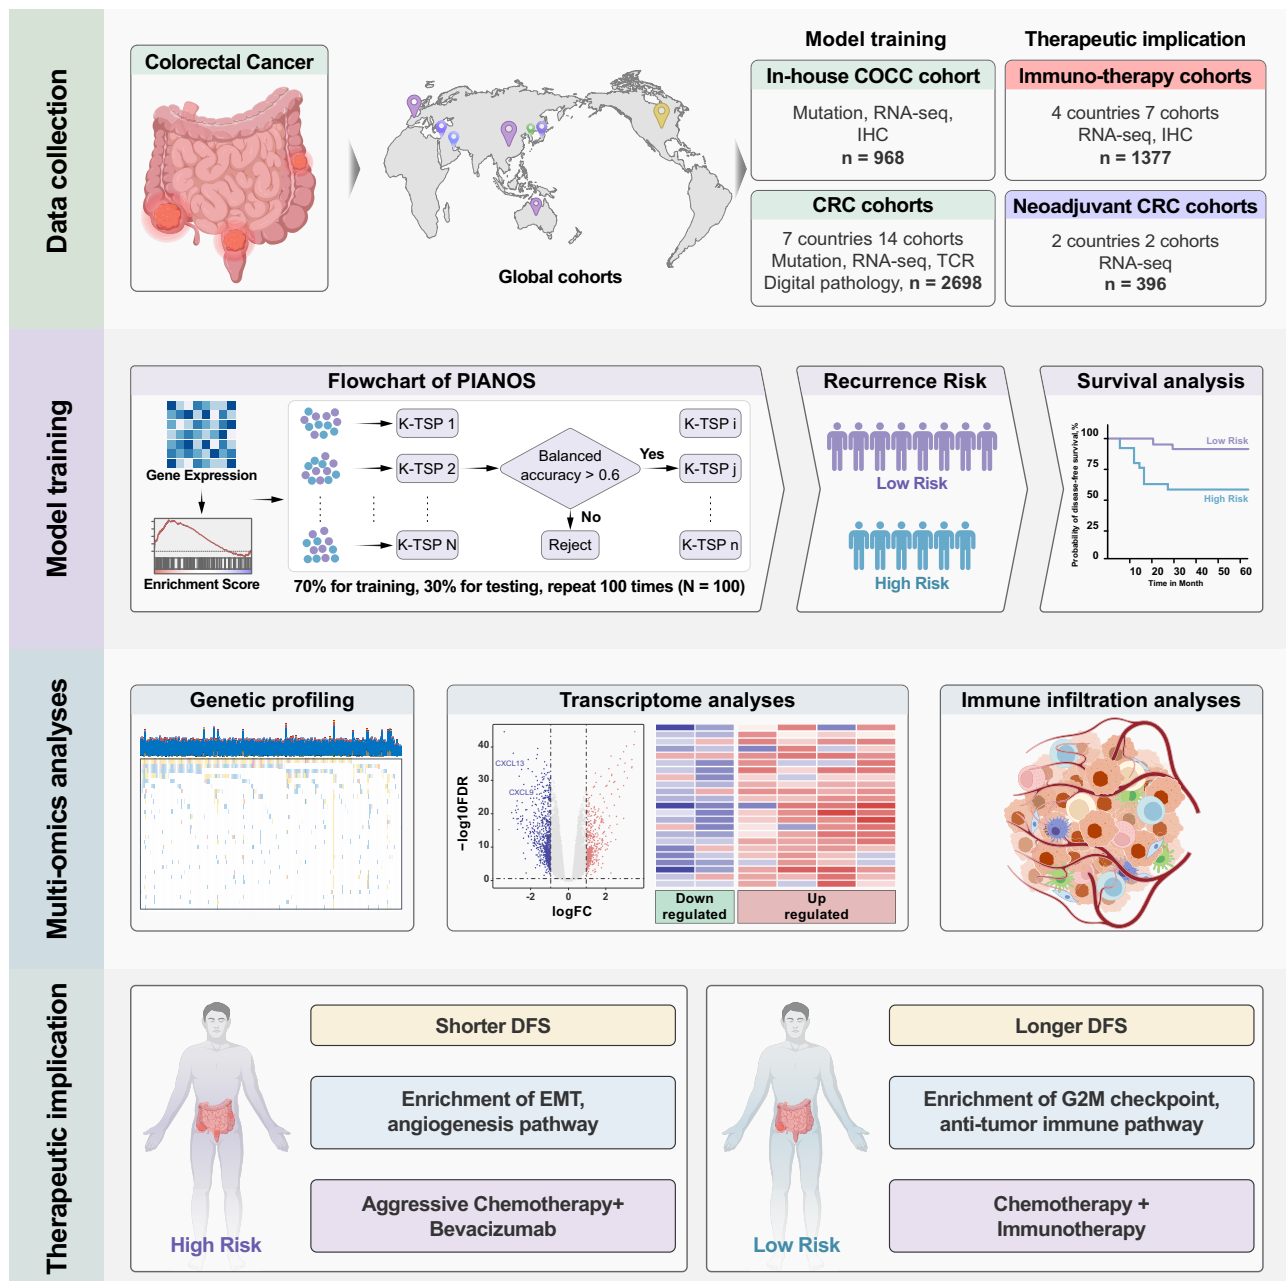 Data collection
Colorectal Cancer
Global cohorts
Model training
In-house COCC cohort
Mutation, RNA-seq,
IHC
n = 968
CRC cohorts
7 countries 14 cohorts
Mutation, RNA-seq, TCR
Digital pathology, n = 2698
Therapeutic implication
Immuno-therapy cohorts
4 countries 7 cohorts
RNA-seq, IHC
n = 1377
Neoadjuvant CRC cohorts
2 countries 2 cohorts
RNA-seq
n = 396
Model training
Flowchart of PIANOS
Gene Expression
Enrichment Score
K-TSP 1
K-TSP 2
K-TSP N
Balanced
accuracy > 0.6
Yes
No
Reject
K-TSP i
K-TSP j
K-TSP n
70% for training, 30% for testing, repeat 100 times (N = 100)
Recurrence Risk
Low Risk
High Risk
Survival analysis
Probability of disease-free survival,%
100
75
50
25
0
Low Risk
High Risk
10 20 30 40 50 60
Time in Month
Multi-omics analyses
Genetic profiling
Transcriptome analyses
−log10FDR
40
30
20
10
0
CXCL13
CXCL9
-2 0 2
logFC
Down
regulated
Up
regulated
Immune infiltration analyses
Therapeutic implication
High Risk
Shorter DFS
Enrichment of EMT,
angiogenesis pathway
Aggressive Chemotherapy+
Bevacizumab
Low Risk
Longer DFS
Enrichment of G2M checkpoint,
anti-tumor immune pathway
Chemotherapy +
Immunotherapy